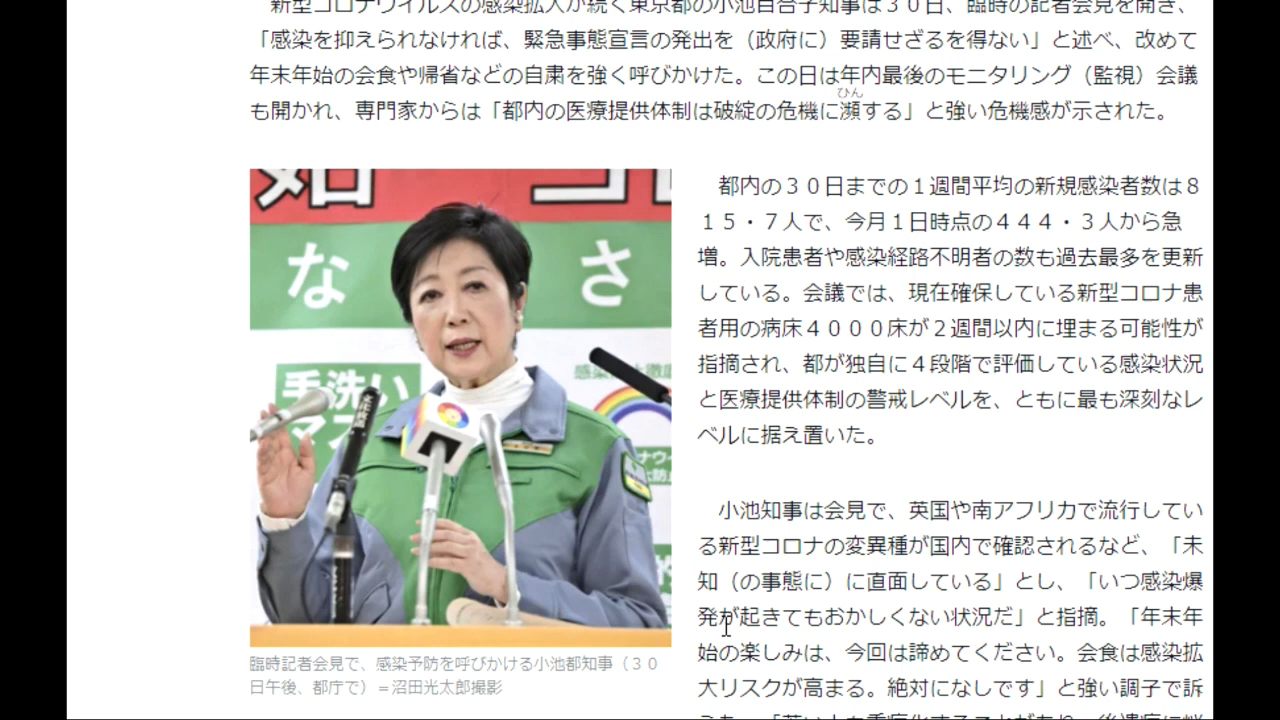 新型コロナウイルスの感染拡大が続く東京都の小池百合子知事は３０日、臨時の記者会見を開き、
「感染を抑えられなければ、緊急事態宣言の発出を（政府に）要請せざるを得ない」と述べ、改めて
年末年始の会食や帰省などの自粛を強く呼びかけた。この日は年内最後のモニタリング（監視）会議
ひん
も開かれ、専門家からは「都内の医療提供体制は破綻の危機に瀕する」と強い危機感が示された。
な さ
手洗い
文化放送
臨時記者会見で、感染予防を呼びかける小池都知事（３０
日午後、都庁で）＝沼田光太郎撮影
都内の３０日までの１週間平均の新規感染者数は８
１５・７人で、今月１日時点の４４４・３人から急
増。入院患者や感染経路不明者の数も過去最多を更新
している。会議では、現在確保している新型コロナ患
者用の病床４０００床が２週間以内に埋まる可能性が
指摘され、都が独自に４段階で評価している感染状況
と医療提供体制の警戒レベルを、ともに最も深刻なレ
ベルに据え置いた。
小池知事は会見で、英国や南アフリカで流行してい
る新型コロナの変異種が国内で確認されるなど、「未
知（の事態に）に直面している」とし、「いつ感染爆
発が起きてもおかしくない状況だ」と指摘。「年末年
始の楽しみは、今回は諦めてください。会食は感染拡
大リスクが高まる。絶対になしです」と強い調子で訴